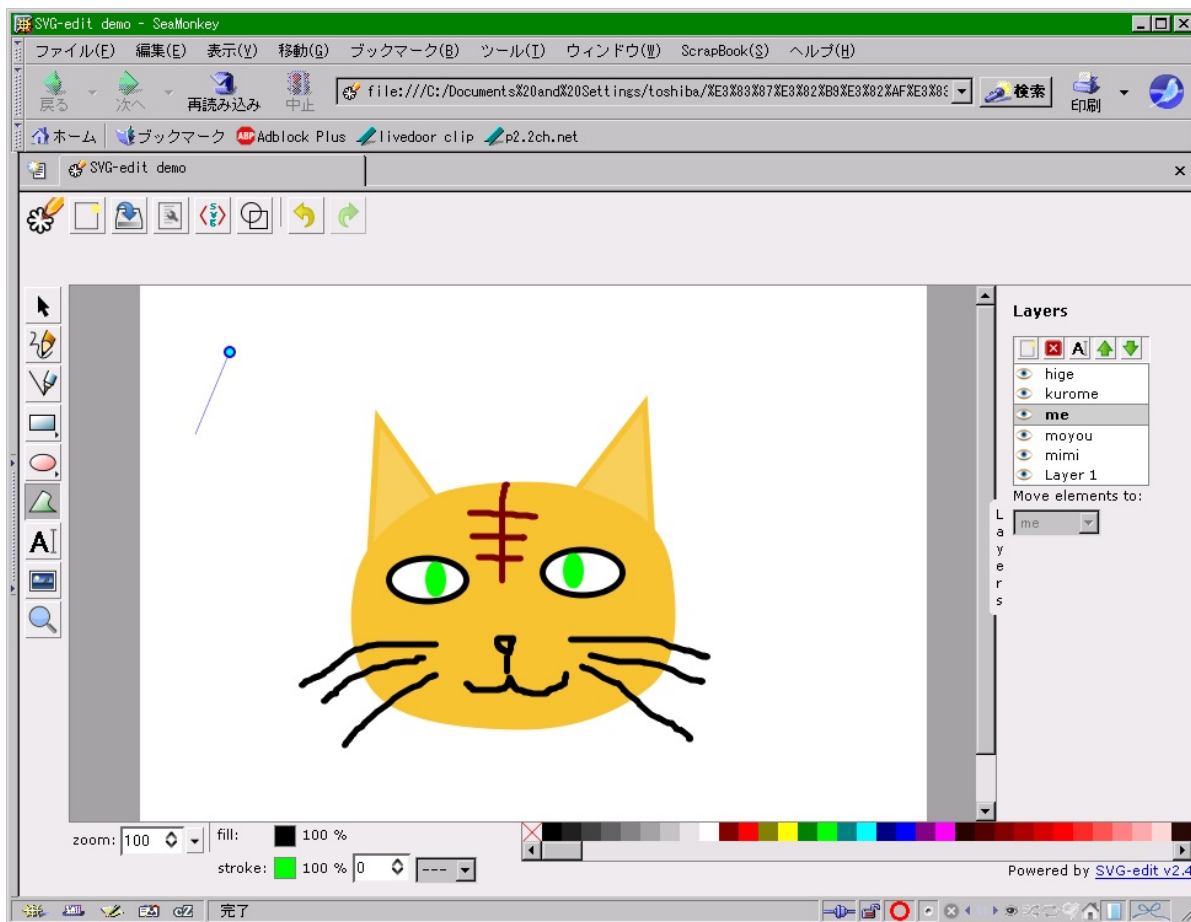 SVG-edit demo - SeaMonkey
ファイル(F) 編集(E) 表示(V) 移動(G) ブックマーク(B) ツール(T) ウィンドウ(W) ScrapBook(S) ヘルプ(H)
戻る 次へ 再読み込み 中止 file:///C:/Documents%20and%20Settings/toshiba/%E3%83%87%E3%82%B9%E3%82%AF%E3%83 検索 印刷
ホーム ブックマーク ABP Adblock Plus livedoor clip p2.2ch.net
SVG-edit demo
SVG
Layers
hige
kurome
me
moyou
mimi
Layer 1
Move elements to:
me
Layers
zoom: 100 fill: 100 %
stroke: 100 % 0 ---
Powered by SVG-edit v2.4
完了